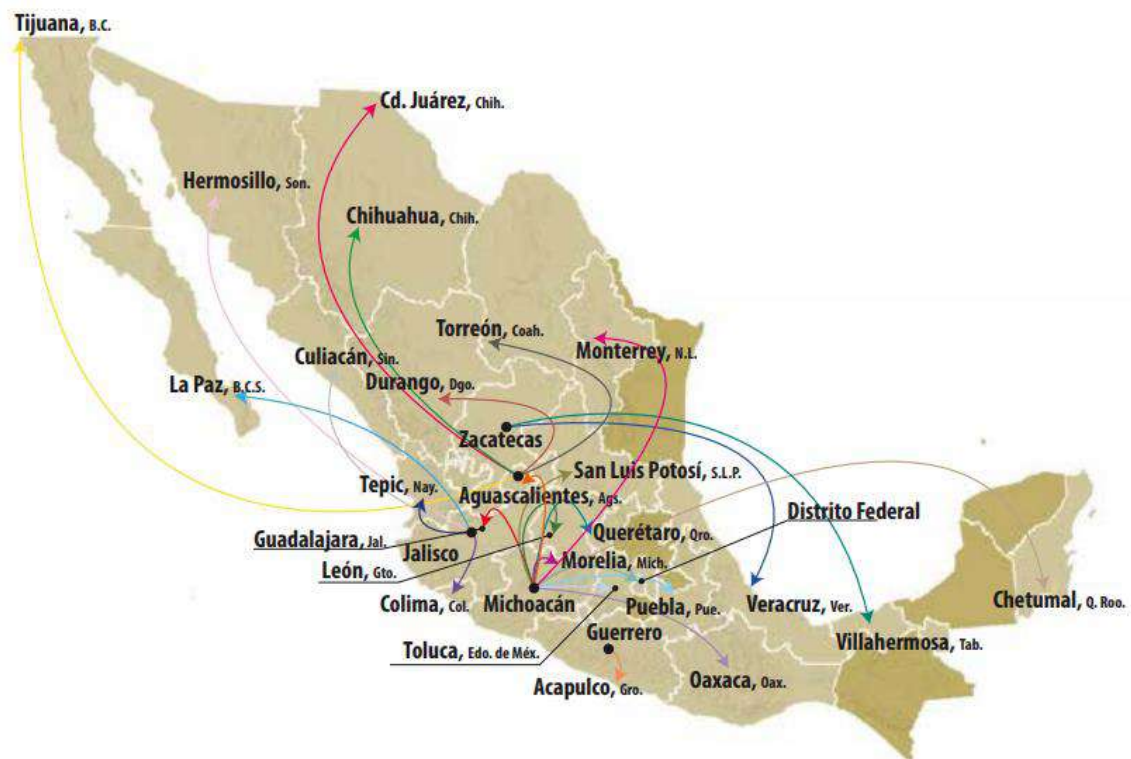 Tijuana, B.C.
Cd. Juárez, Chih.
Hermosillo, Son.
Chihuahua, Chih.
Torreón, Coah.
Monterrey, N.L.
Culiacán, Sin.
Durango, Dgo.
La Paz, B.C.S.
Zacatecas
San Luis Potosí, S.L.P.
Tepic, Nay.
Aguascalientes, Ags.
Distrito Federal
Querétaro, Qro.
Guadalajara, Jal.
Jalisco
León, Gto.
Morelia, Mich.
Colima, Col.
Michoacán
Puebla, Pue.
Veracruz, Ver.
Chetumal, Q. Roo.
Guerrero
Toluca, Edo. de Méx.
Villahermosa, Tab.
Acapulco, Gro.
Oaxaca, Oax.